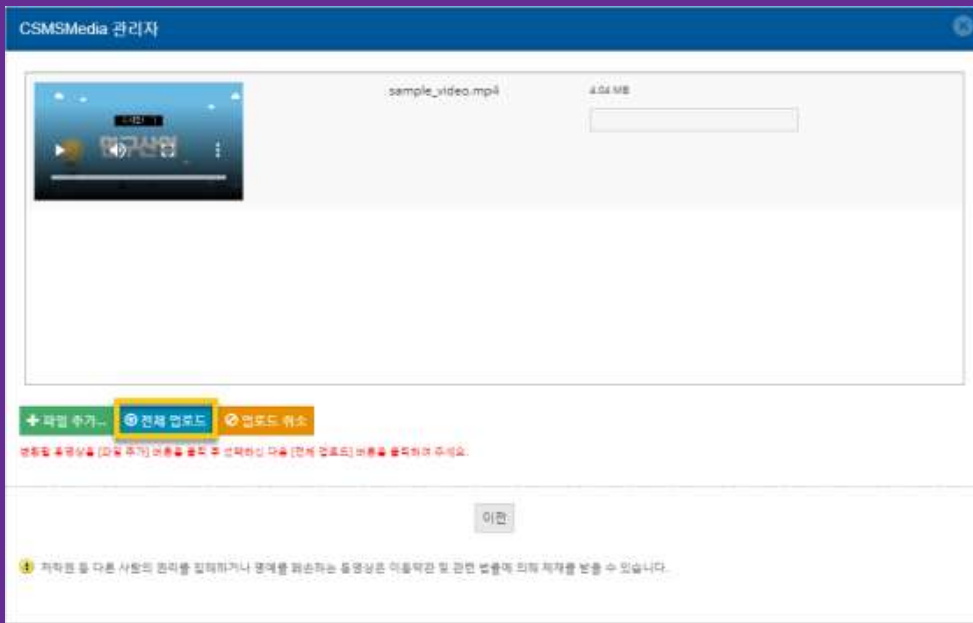 CSMSMedia 관리자
sample_video.mp4
4.04 MB
연구산업
파일 추가...
전체 업로드
업로드 취소
변환될 동영상을 [파일 추가] 버튼을 클릭 후 선택하신 다음 [전체 업로드] 버튼을 클릭하여 주세요.
이전
저작권 등 다른 사람의 권리를 침해하거나 명예를 훼손하는 동영상은 이용약관 및 관련 법률에 의해 제재를 받을 수 있습니다.